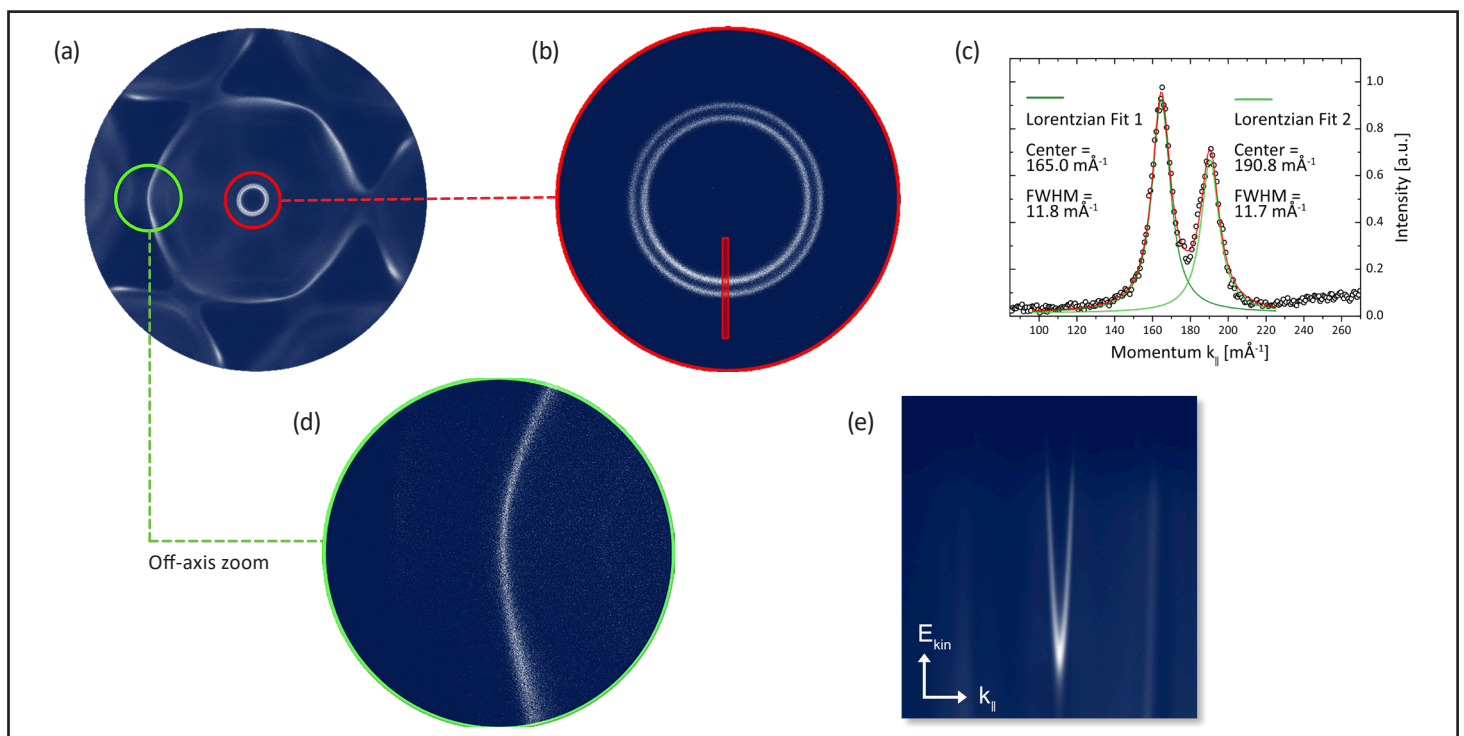 (a)
(b)
(c)
Lorentzian Fit 1
Center =
165.0 mÅ⁻¹
FWHM =
11.8 mÅ⁻¹
Lorentzian Fit 2
Center =
190.8 mÅ⁻¹
FWHM =
11.7 mÅ⁻¹
1.0
0.8
0.6
0.4
0.2
0.0
Intensity [a.u.]
100 120 140 160 180 200 220 240 260
Momentum k∥ [mÅ⁻¹]
(d)
Off-axis zoom
(e)
Ekin
k∥